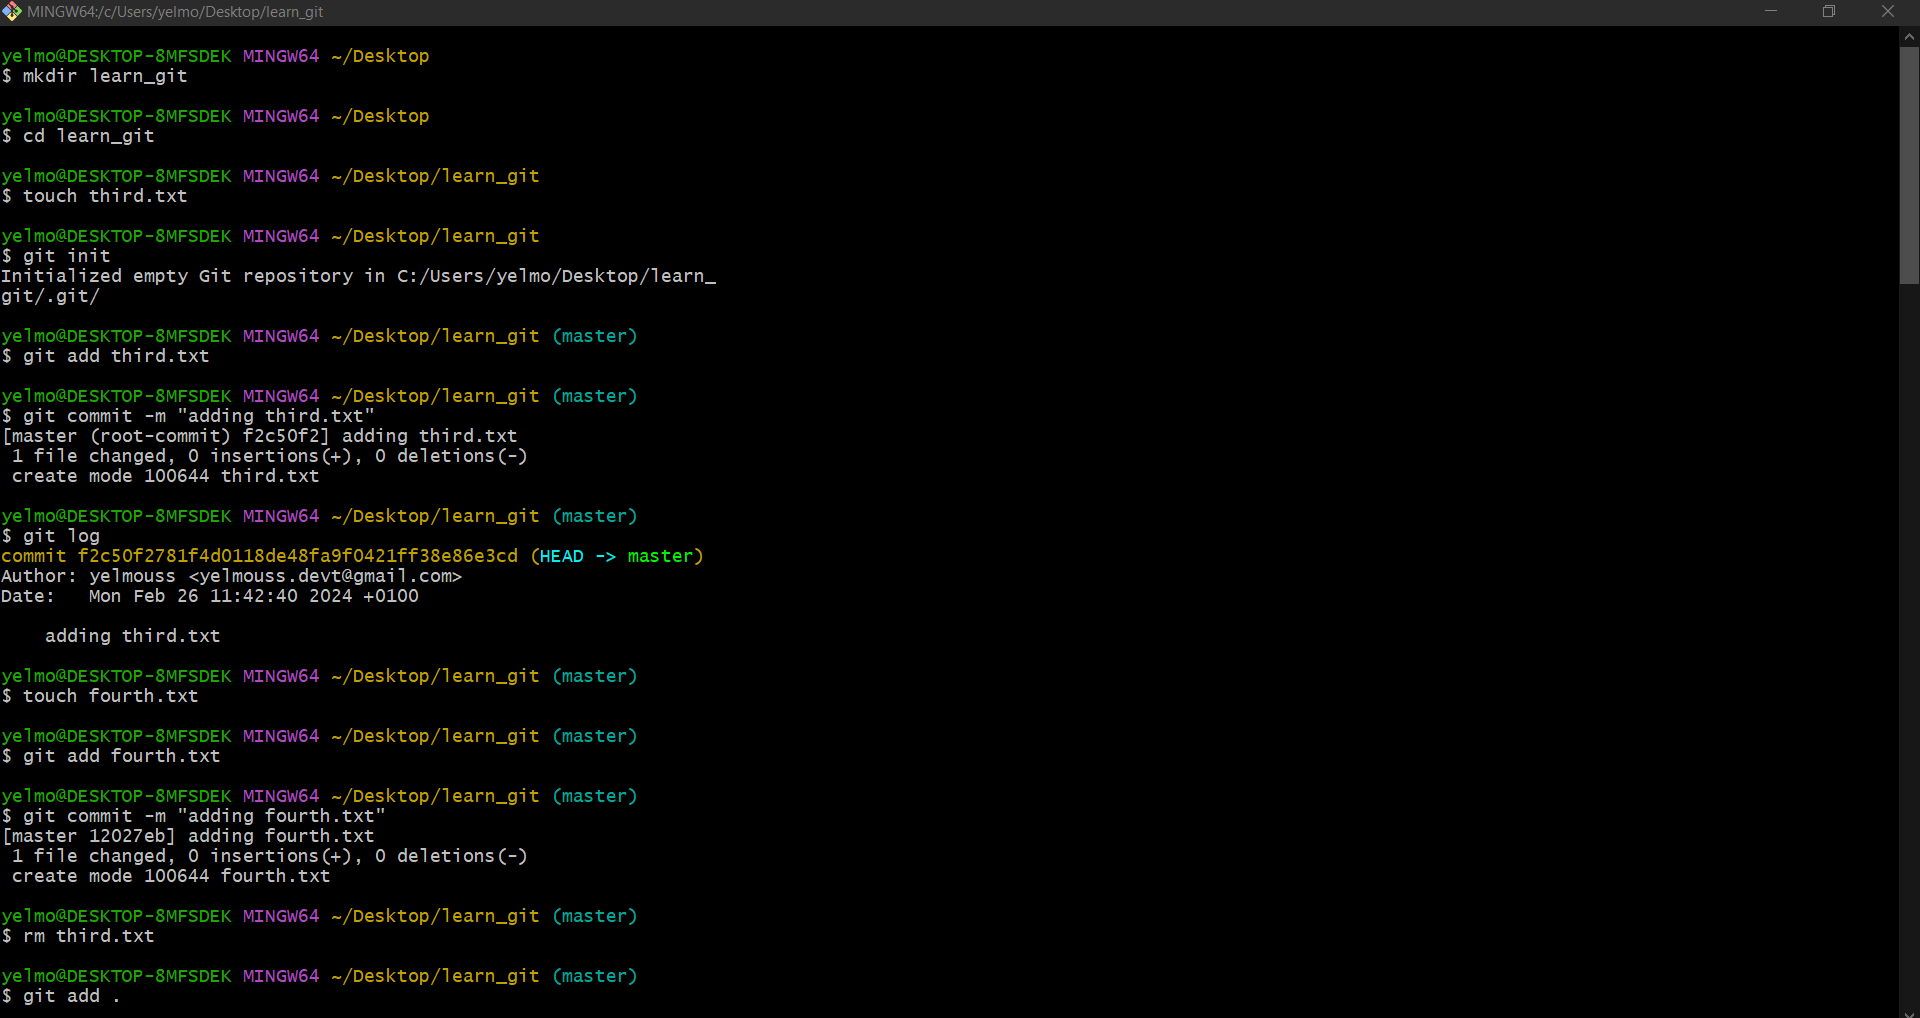 MINGW64:/c/Users/yelmo/Desktop/learn_git
yelmo@DESKTOP-8MFSDEK MINGW64 ~/Desktop
$ mkdir learn_git
yelmo@DESKTOP-8MFSDEK MINGW64 ~/Desktop
$ cd learn_git
yelmo@DESKTOP-8MFSDEK MINGW64 ~/Desktop/learn_git
$ touch third.txt
yelmo@DESKTOP-8MFSDEK MINGW64 ~/Desktop/learn_git
$ git init
Initialized empty Git repository in C:/Users/yelmo/Desktop/learn_
git/.git/
yelmo@DESKTOP-8MFSDEK MINGW64 ~/Desktop/learn_git (master)
$ git add third.txt
yelmo@DESKTOP-8MFSDEK MINGW64 ~/Desktop/learn_git (master)
$ git commit -m "adding third.txt"
[master (root-commit) f2c50f2] adding third.txt
 1 file changed, 0 insertions(+), 0 deletions(-)
 create mode 100644 third.txt
yelmo@DESKTOP-8MFSDEK MINGW64 ~/Desktop/learn_git (master)
$ git log
commit f2c50f2781f4d0118de48fa9f0421ff38e86e3cd (HEAD -> master)
Author: yelmouss <yelmouss.devt@gmail.com>
Date:   Mon Feb 26 11:42:40 2024 +0100
    adding third.txt
yelmo@DESKTOP-8MFSDEK MINGW64 ~/Desktop/learn_git (master)
$ touch fourth.txt
yelmo@DESKTOP-8MFSDEK MINGW64 ~/Desktop/learn_git (master)
$ git add fourth.txt
yelmo@DESKTOP-8MFSDEK MINGW64 ~/Desktop/learn_git (master)
$ git commit -m "adding fourth.txt"
[master 12027eb] adding fourth.txt
 1 file changed, 0 insertions(+), 0 deletions(-)
 create mode 100644 fourth.txt
yelmo@DESKTOP-8MFSDEK MINGW64 ~/Desktop/learn_git (master)
$ rm third.txt
yelmo@DESKTOP-8MFSDEK MINGW64 ~/Desktop/learn_git (master)
$ git add .